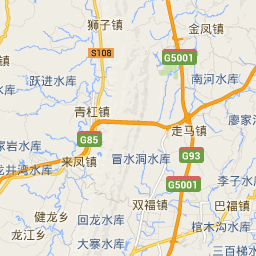 狮子镇
金凤镇
S108
G5001
跃进水库
南河水库
青杠镇
廖家
走马镇
G85
家岩水库
G93
冒水洞水库
来凤镇
龙井湾水库
G5001
李子水库
双福镇
巴福镇
健龙乡
回龙水库
棺木沟水库
龙江乡
大寨水库
三百梯水